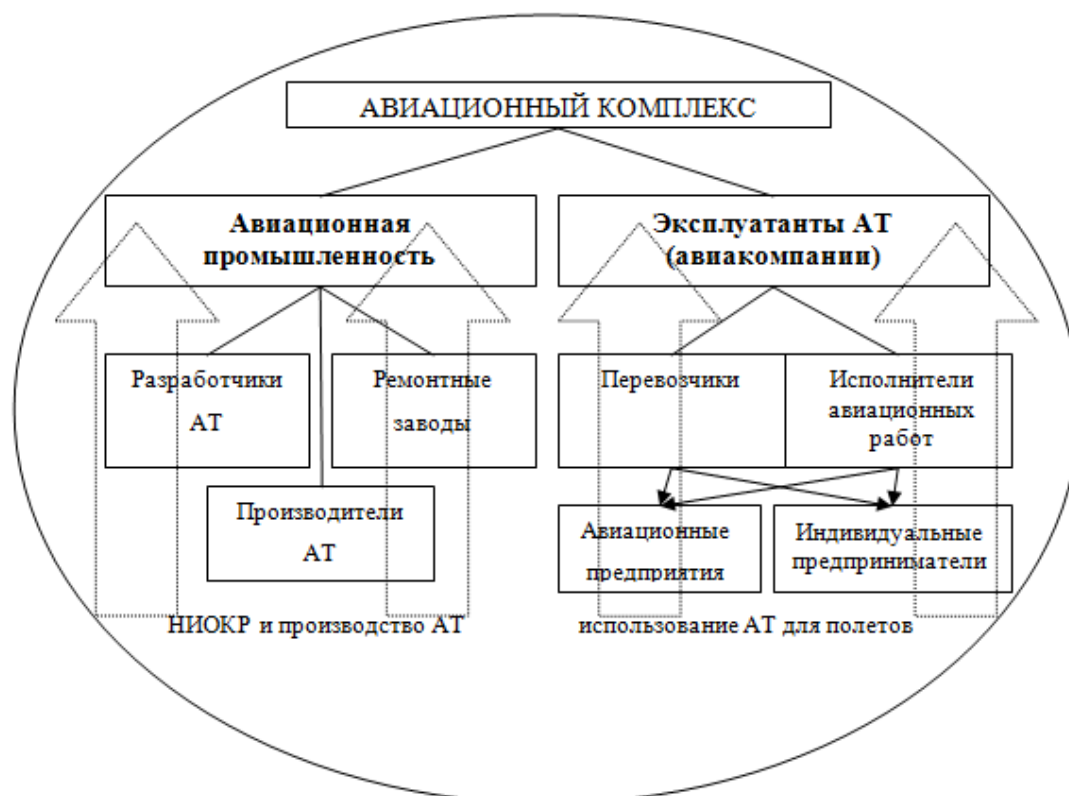 АВИАЦИОННЫЙ КОМПЛЕКС
Авиационная
промышленность
Эксплуатанты АТ
(авиакомпании)
Разработчики
АТ
Ремонтные
заводы
Перевозчики
Исполнители
авиационных
работ
Производители
АТ
Авиационные
предприятия
Индивидуальные
предприниматели
НИОКР и производство АТ
использование АТ для полетов